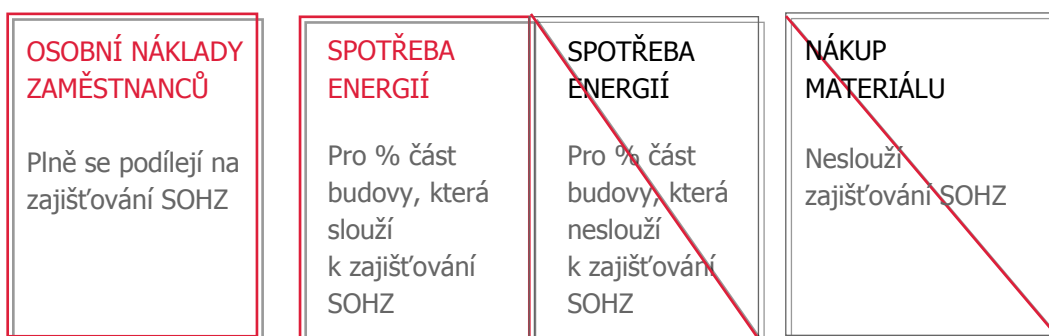 OSOBNÍ NÁKLADY
ZAMĚSTNANCŮ
Plně se podílejí na
zajišťování SOHZ
SPOTŘEBA
ENERGIÍ
Pro % část
budovy, která
slouží
k zajišťování
SOHZ
SPOTŘEBA
ENERGIÍ
Pro % část
budovy, která
neslouží
k zajišťování
SOHZ
NÁKUP
MATERIÁLU
Neslouží
zajišťování SOHZ